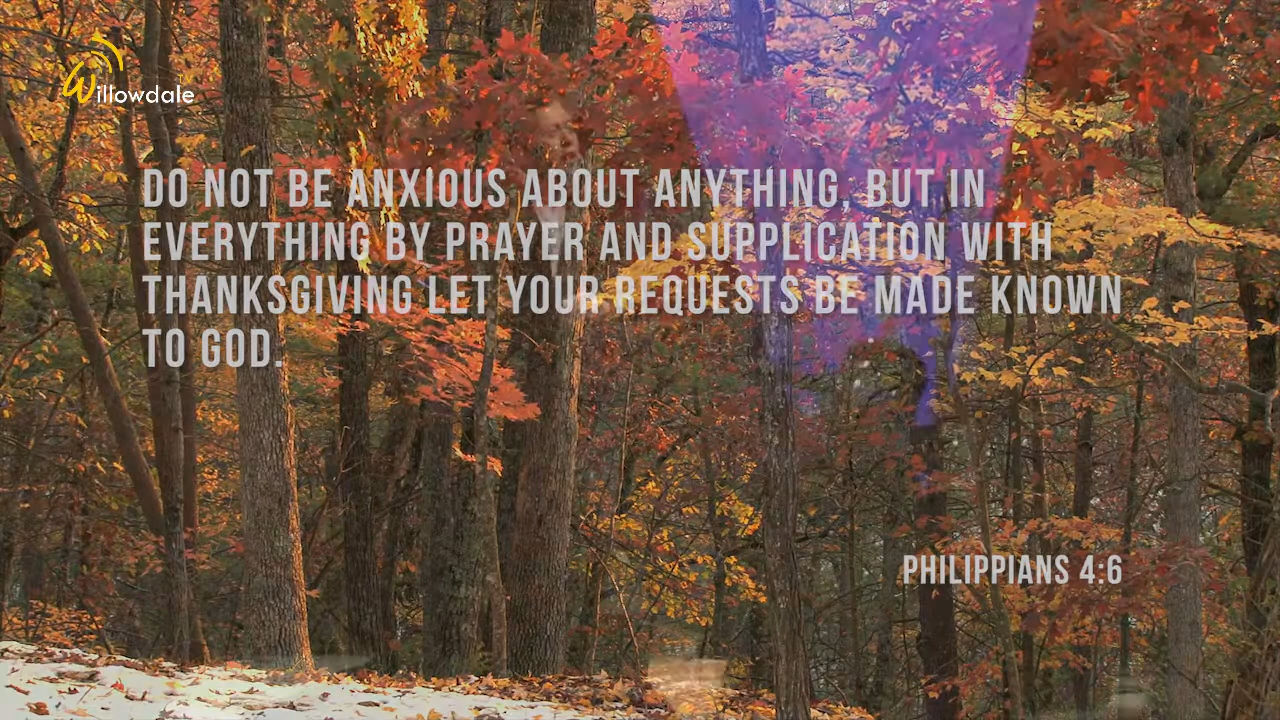 Willowdale
DO NOT BE ANXIOUS ABOUT ANYTHING, BUT IN
EVERYTHING BY PRAYER AND SUPPLICATION WITH
THANKSGIVING LET YOUR REQUESTS BE MADE KNOWN
TO GOD.
PHILIPPIANS 4:6